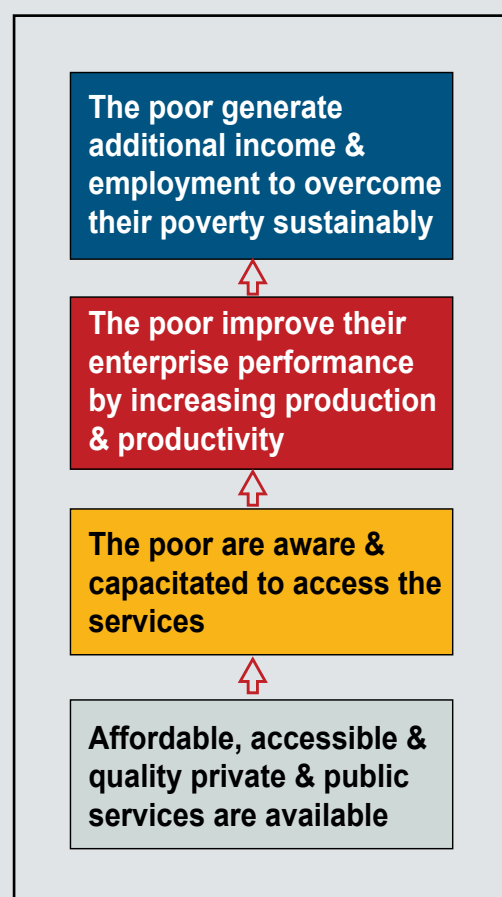 The poor generate
additional income &
employment to overcome
their poverty sustainably
The poor improve their
enterprise performance
by increasing production
& productivity
The poor are aware &
capacitated to access the
services
Affordable, accessible &
quality private & public
services are available